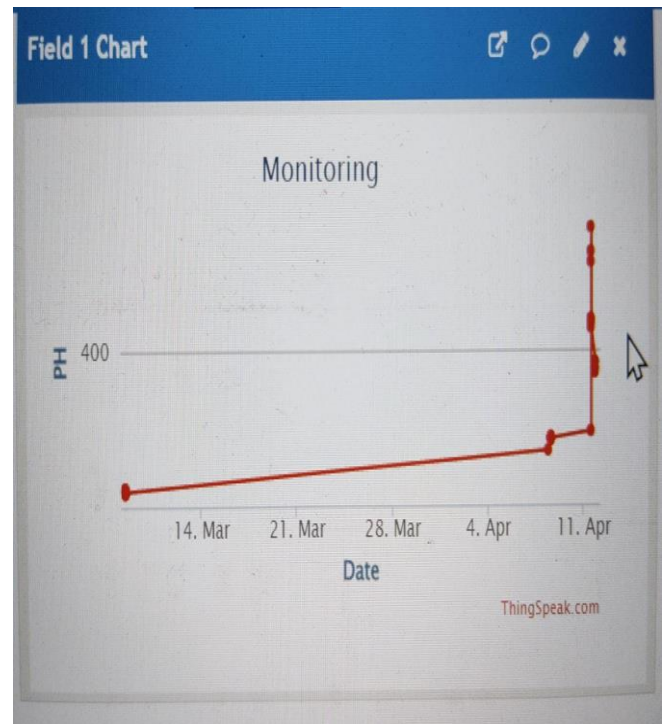 Field 1 Chart
Monitoring
PH
400
14. Mar 21. Mar 28. Mar 4. Apr 11. Apr
Date
ThingSpeak.com